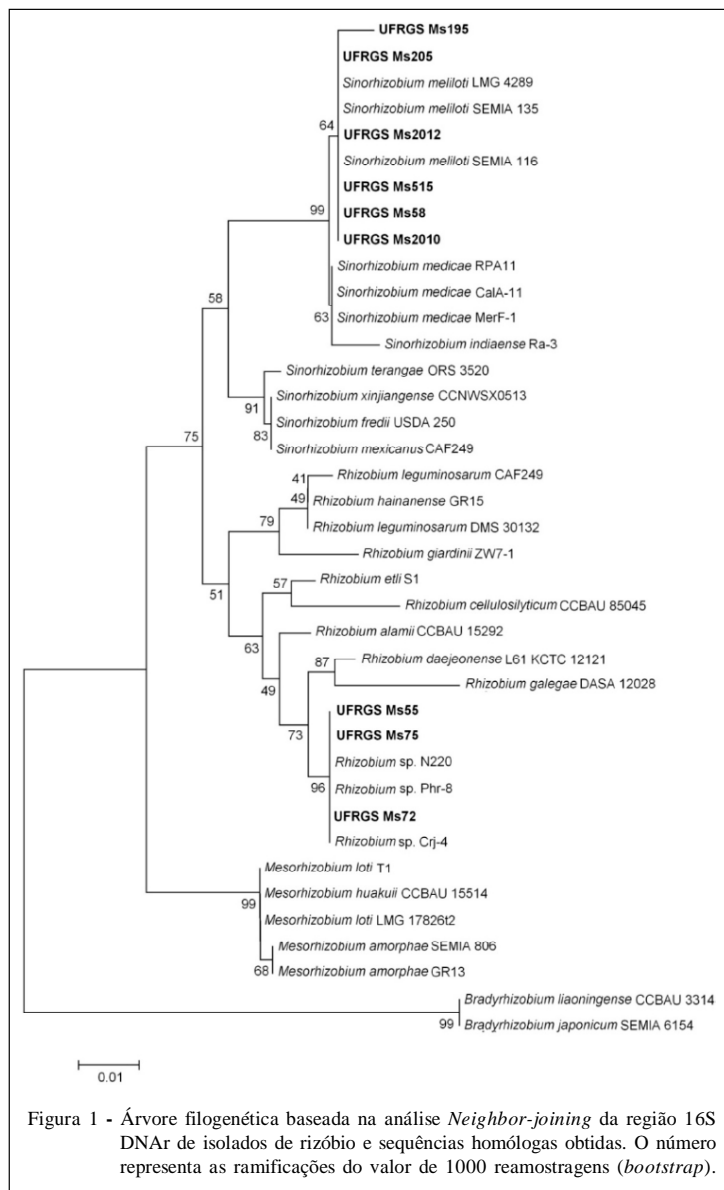 UFRGS Ms195
UFRGS Ms205
Sinorhizobium meliloti LMG 4289
Sinorhizobium meliloti SEMIA 135
64
UFRGS Ms2012
Sinorhizobium meliloti SEMIA 116
UFRGS Ms515
99
UFRGS Ms58
UFRGS Ms2010
Sinorhizobium medicae RPA11
Sinorhizobium medicae CalA-11
58
Sinorhizobium medicae MerF-1
63
Sinorhizobium indiaense Ra-3
Sinorhizobium terangae ORS 3520
Sinorhizobium xinjiangense CCNWSX0513
91
Sinorhizobium fredii USDA 250
83
75
Sinorhizobium mexicanus CAF249
41
Rhizobium leguminosarum CAF249
49
Rhizobium hainanense GR15
79
Rhizobium leguminosarum DMS 30132
Rhizobium giardinii ZW7-1
51
57
Rhizobium etli S1
Rhizobium cellulosilyticum CCBAU 85045
63
Rhizobium alamii CCBAU 15292
87
Rhizobium daejeonense L61 KCTC 12121
49
Rhizobium galegae DASA 12028
UFRGS Ms55
73
UFRGS Ms75
Rhizobium sp. N220
96
Rhizobium sp. Phr-8
UFRGS Ms72
Rhizobium sp. Crj-4
Mesorhizobium loti T1
Mesorhizobium huakuii CCBAU 15514
99
Mesorhizobium loti LMG 17826t2
Mesorhizobium amorphae SEMIA 806
68
Mesorhizobium amorphae GR13
Bradyrhizobium liaoningense CCBAU 3314
99
Bradyrhizobium japonicum SEMIA 6154
0.01
Figura 1 - Árvore filogenética baseada na análise Neighbor-joining da região 16S
DNAr de isolados de rizóbio e sequências homólogas obtidas. O número
representa as ramificações do valor de 1000 reamostragens (bootstrap).